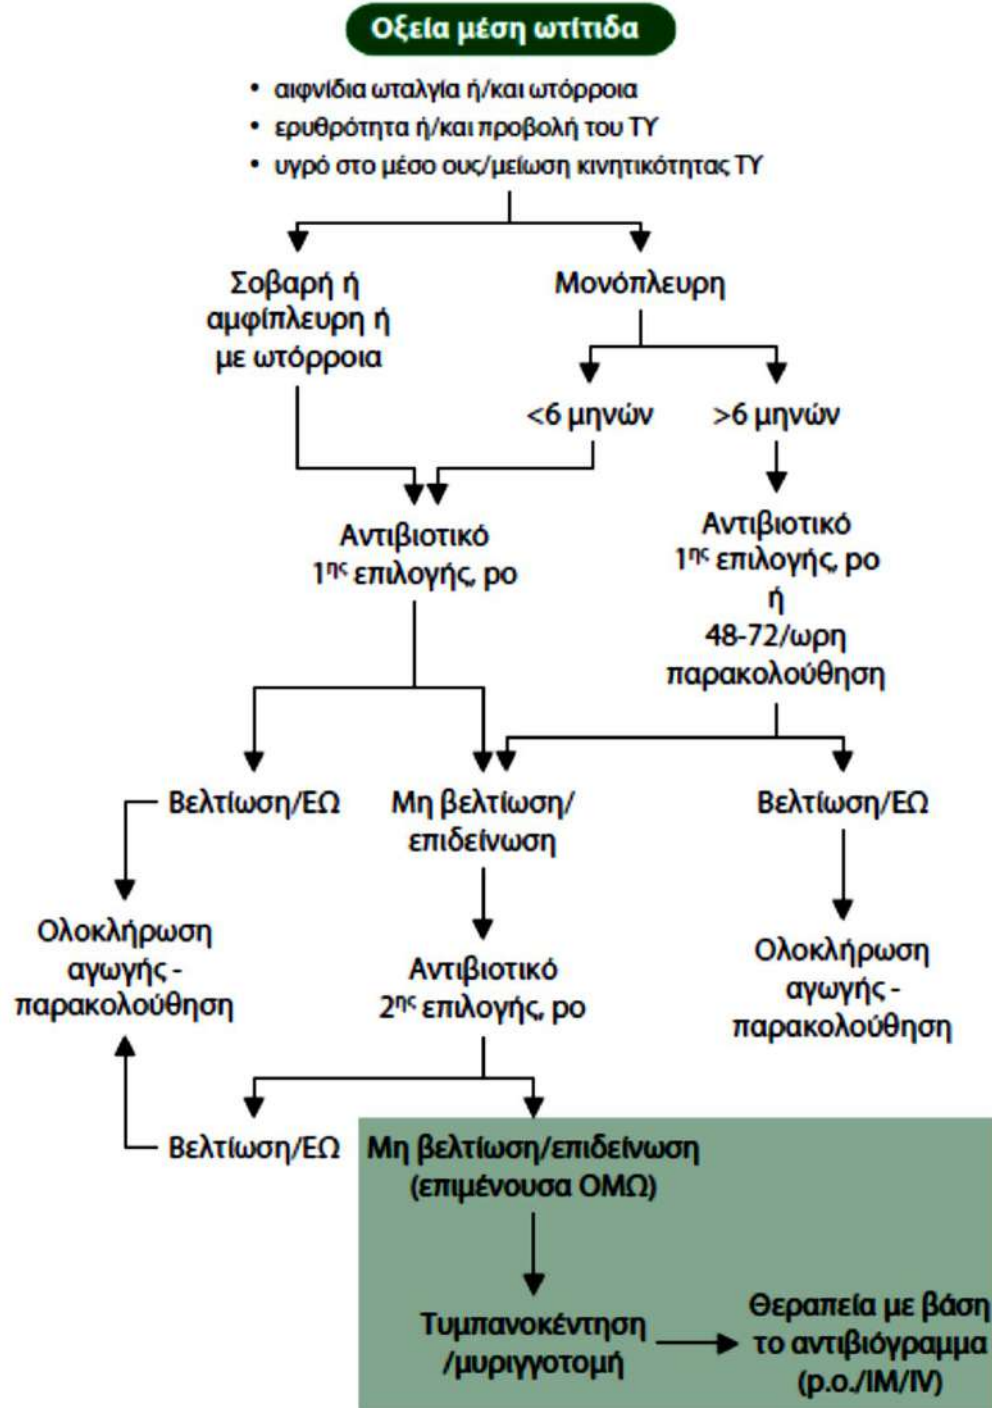 Οξεία μέση ωτίτιδα
• αιφνίδια ωταλγία ή/και ωτόρροια
• ερυθρότητα ή/και προβολή του ΤΥ
• υγρό στο μέσο ους/μείωση κινητικότητας ΤΥ
Σοβαρή ή
αμφίπλευρη ή
με ωτόρροια
Μονόπλευρη
<6 μηνών
>6 μηνών
Αντιβιοτικό
1ης επιλογής, po
Αντιβιοτικό
1ης επιλογής, po
ή
48-72/ωρη
παρακολούθηση
Βελτίωση/ΕΩ
Μη βελτίωση/
επιδείνωση
Βελτίωση/ΕΩ
Ολοκλήρωση
αγωγής -
παρακολούθηση
Αντιβιοτικό
2ης επιλογής, po
Ολοκλήρωση
αγωγής -
παρακολούθηση
Βελτίωση/ΕΩ
Μη βελτίωση/επιδείνωση
(επιμένουσα ΟΜΩ)
Τυμπανοκέντηση
/μυριγγοτομή
Θεραπεία με βάση
το αντιβιόγραμμα
(p.o./IM/IV)